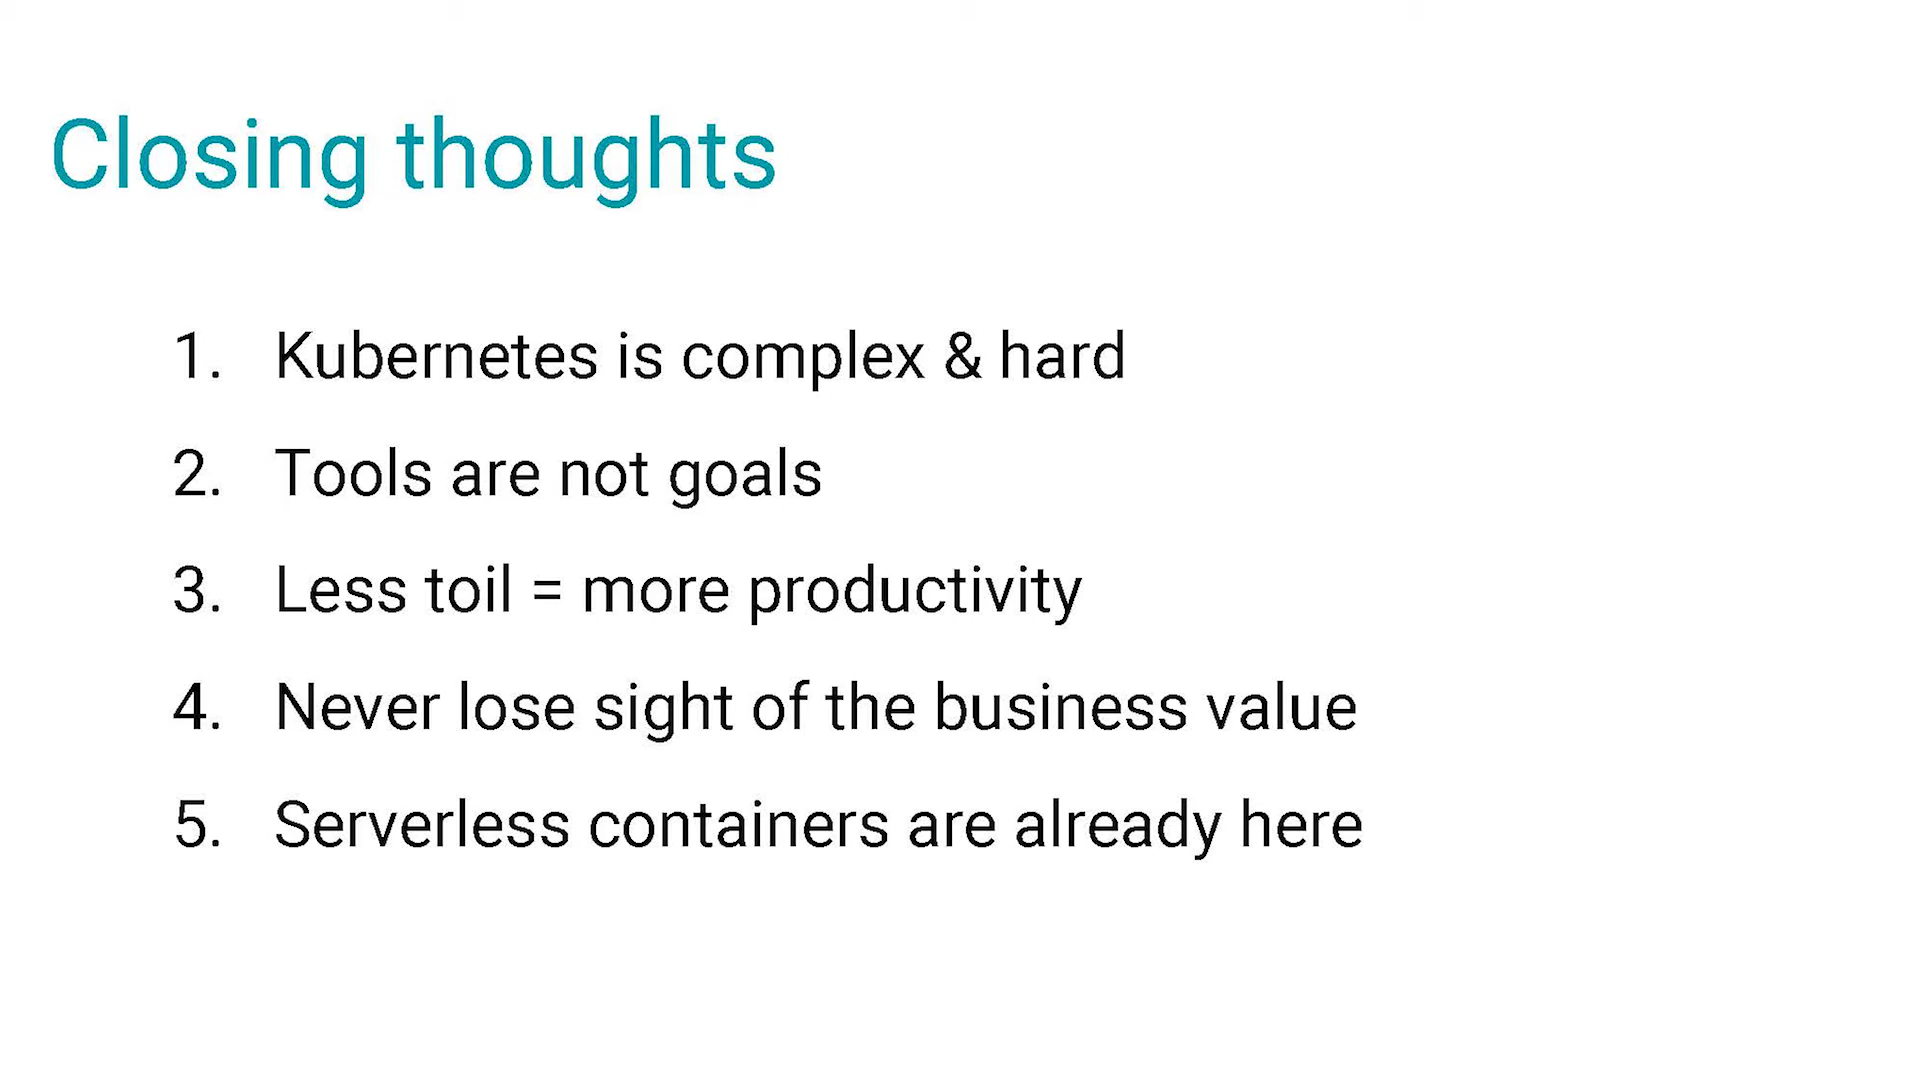 Closing thoughts
1. Kubernetes is complex & hard
2. Tools are not goals
3. Less toil = more productivity
4. Never lose sight of the business value
5. Serverless containers are already here